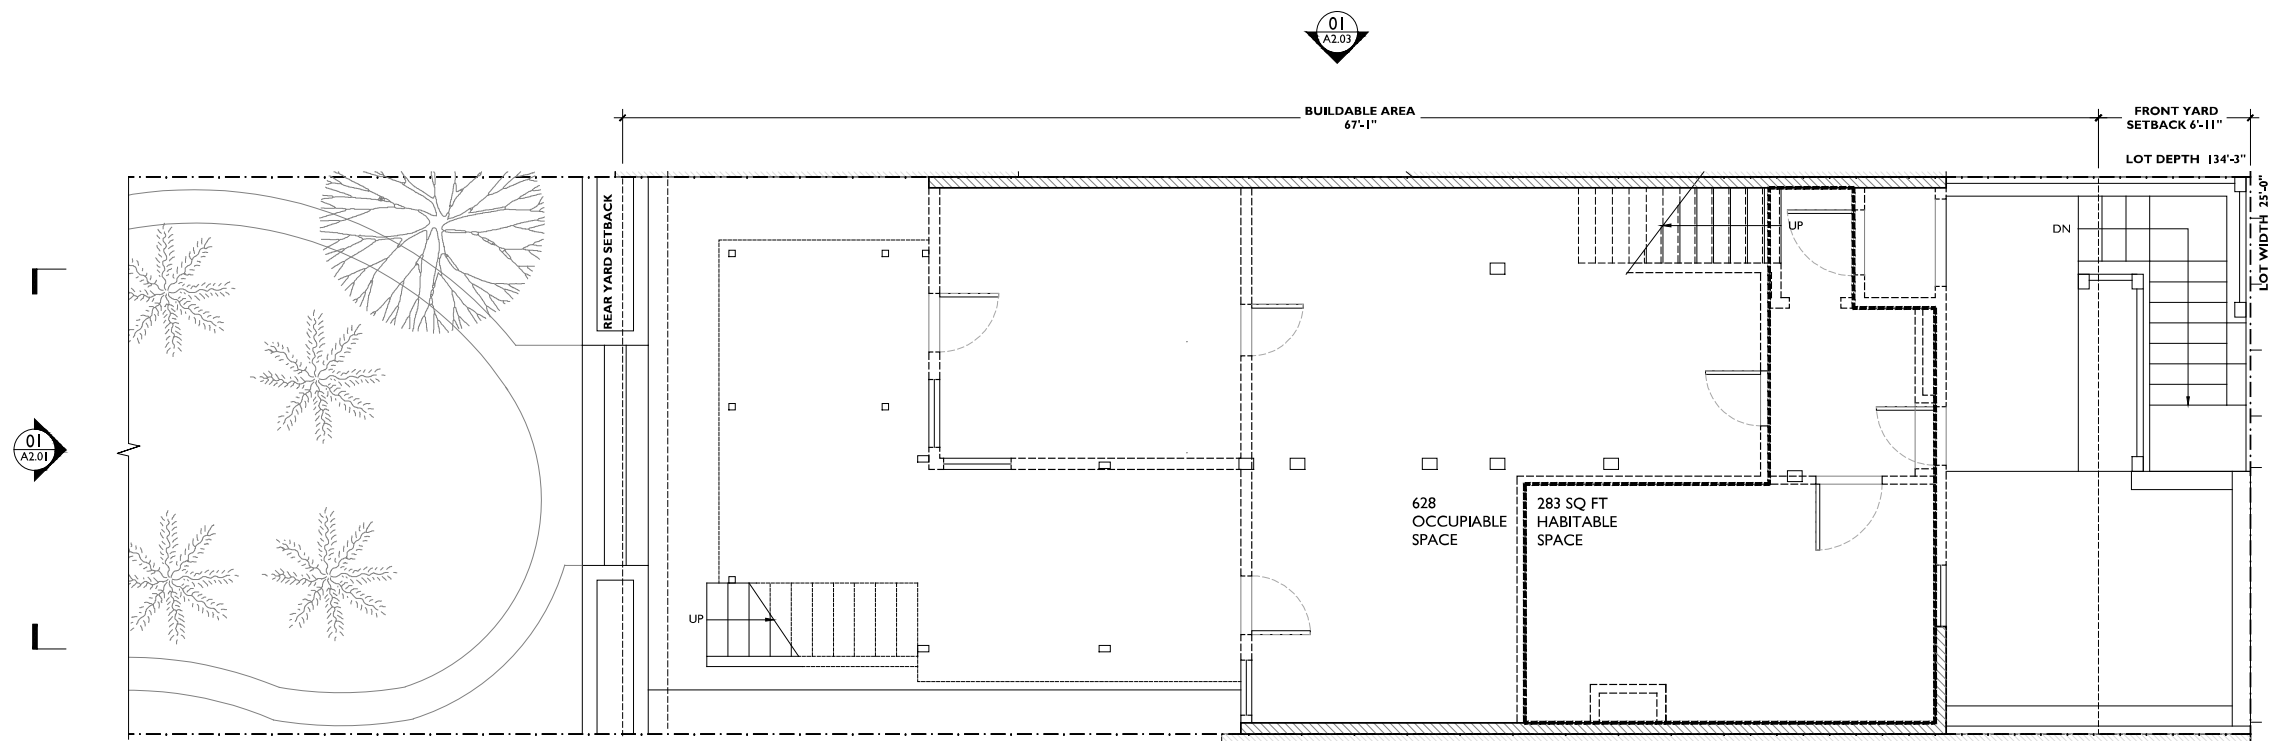 01
A2.03
BUILDABLE AREA
67'-1"
FRONT YARD
SETBACK 6'-11"
LOT DEPTH 134'-3"
LOT WIDTH 25'-0"
REAR YARD SETBACK
UP
DN
01
A2.01
628
OCCUPIABLE
SPACE
283 SQ FT
HABITABLE
SPACE
UP